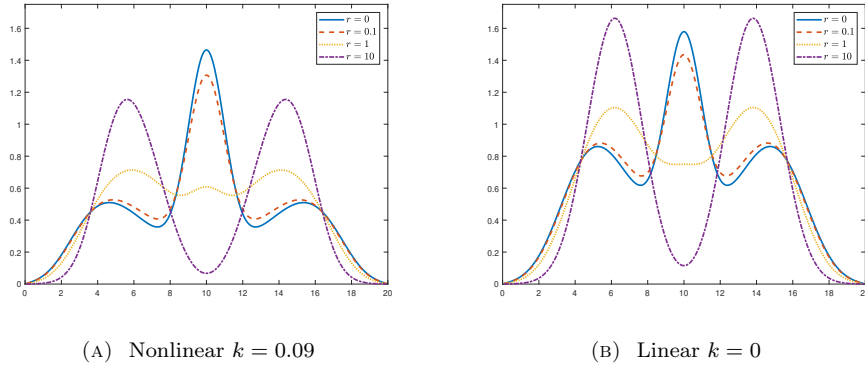 1.6
1.4
1.2
1
0.8
0.6
0.4
0.2
0
0 2 4 6 8 10 12 14 16 18 20
r = 0
r = 0.1
r = 1
r = 10
(A) Nonlinear k = 0.09
1.6
1.4
1.2
1
0.8
0.6
0.4
0.2
0
0 2 4 6 8 10 12 14 16 18 20
r = 0
r = 0.1
r = 1
r = 10
(B) Linear k = 0